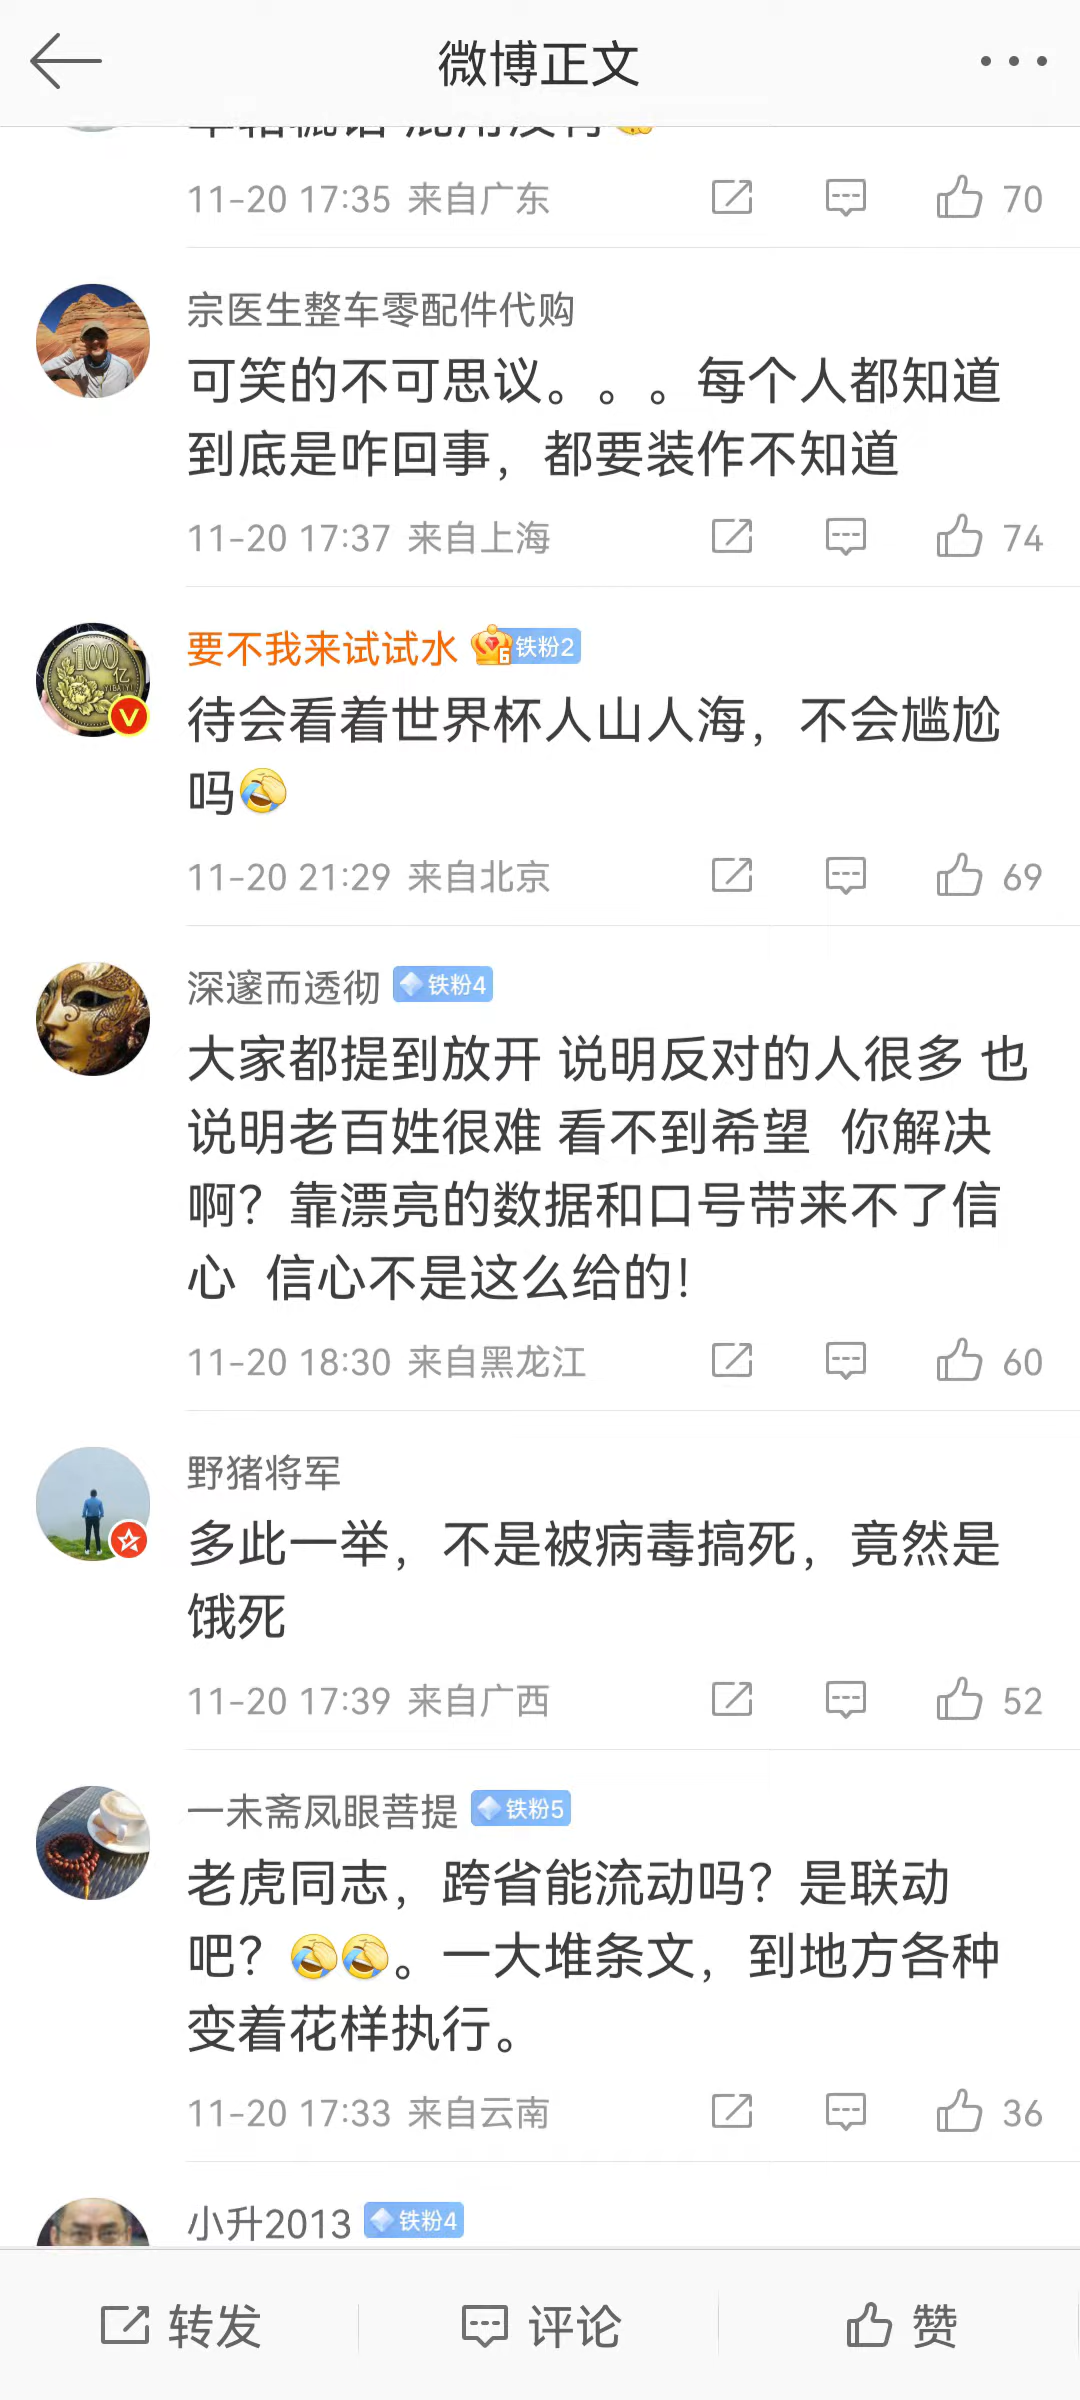 微博正文
11-20 17:35 来自广东
70
宗医生整车零配件代购
可笑的不可思议。。。每个人都知道
到底是咋回事，都要装作不知道
11-20 17:37 来自上海
74
要不我来试试水 6 铁粉2
100
亿
V
待会看着世界杯人山人海，不会尴尬
吗
11-20 21:29 来自北京
69
深邃而透彻 铁粉4
大家都提到放开 说明反对的人很多 也
说明老百姓很难 看不到希望 你解决
啊？靠漂亮的数据和口号带来不了信
心 信心不是这么给的！
11-20 18:30 来自黑龙江
60
野猪将军
多此一举，不是被病毒搞死，竟然是
饿死
11-20 17:39 来自广西
52
一未斋凤眼菩提 铁粉5
老虎同志，跨省能流动吗？是联动
吧？。一大堆条文，到地方各种
变着花样执行。
11-20 17:33 来自云南
36
小升2013 铁粉4
转发
评论
赞